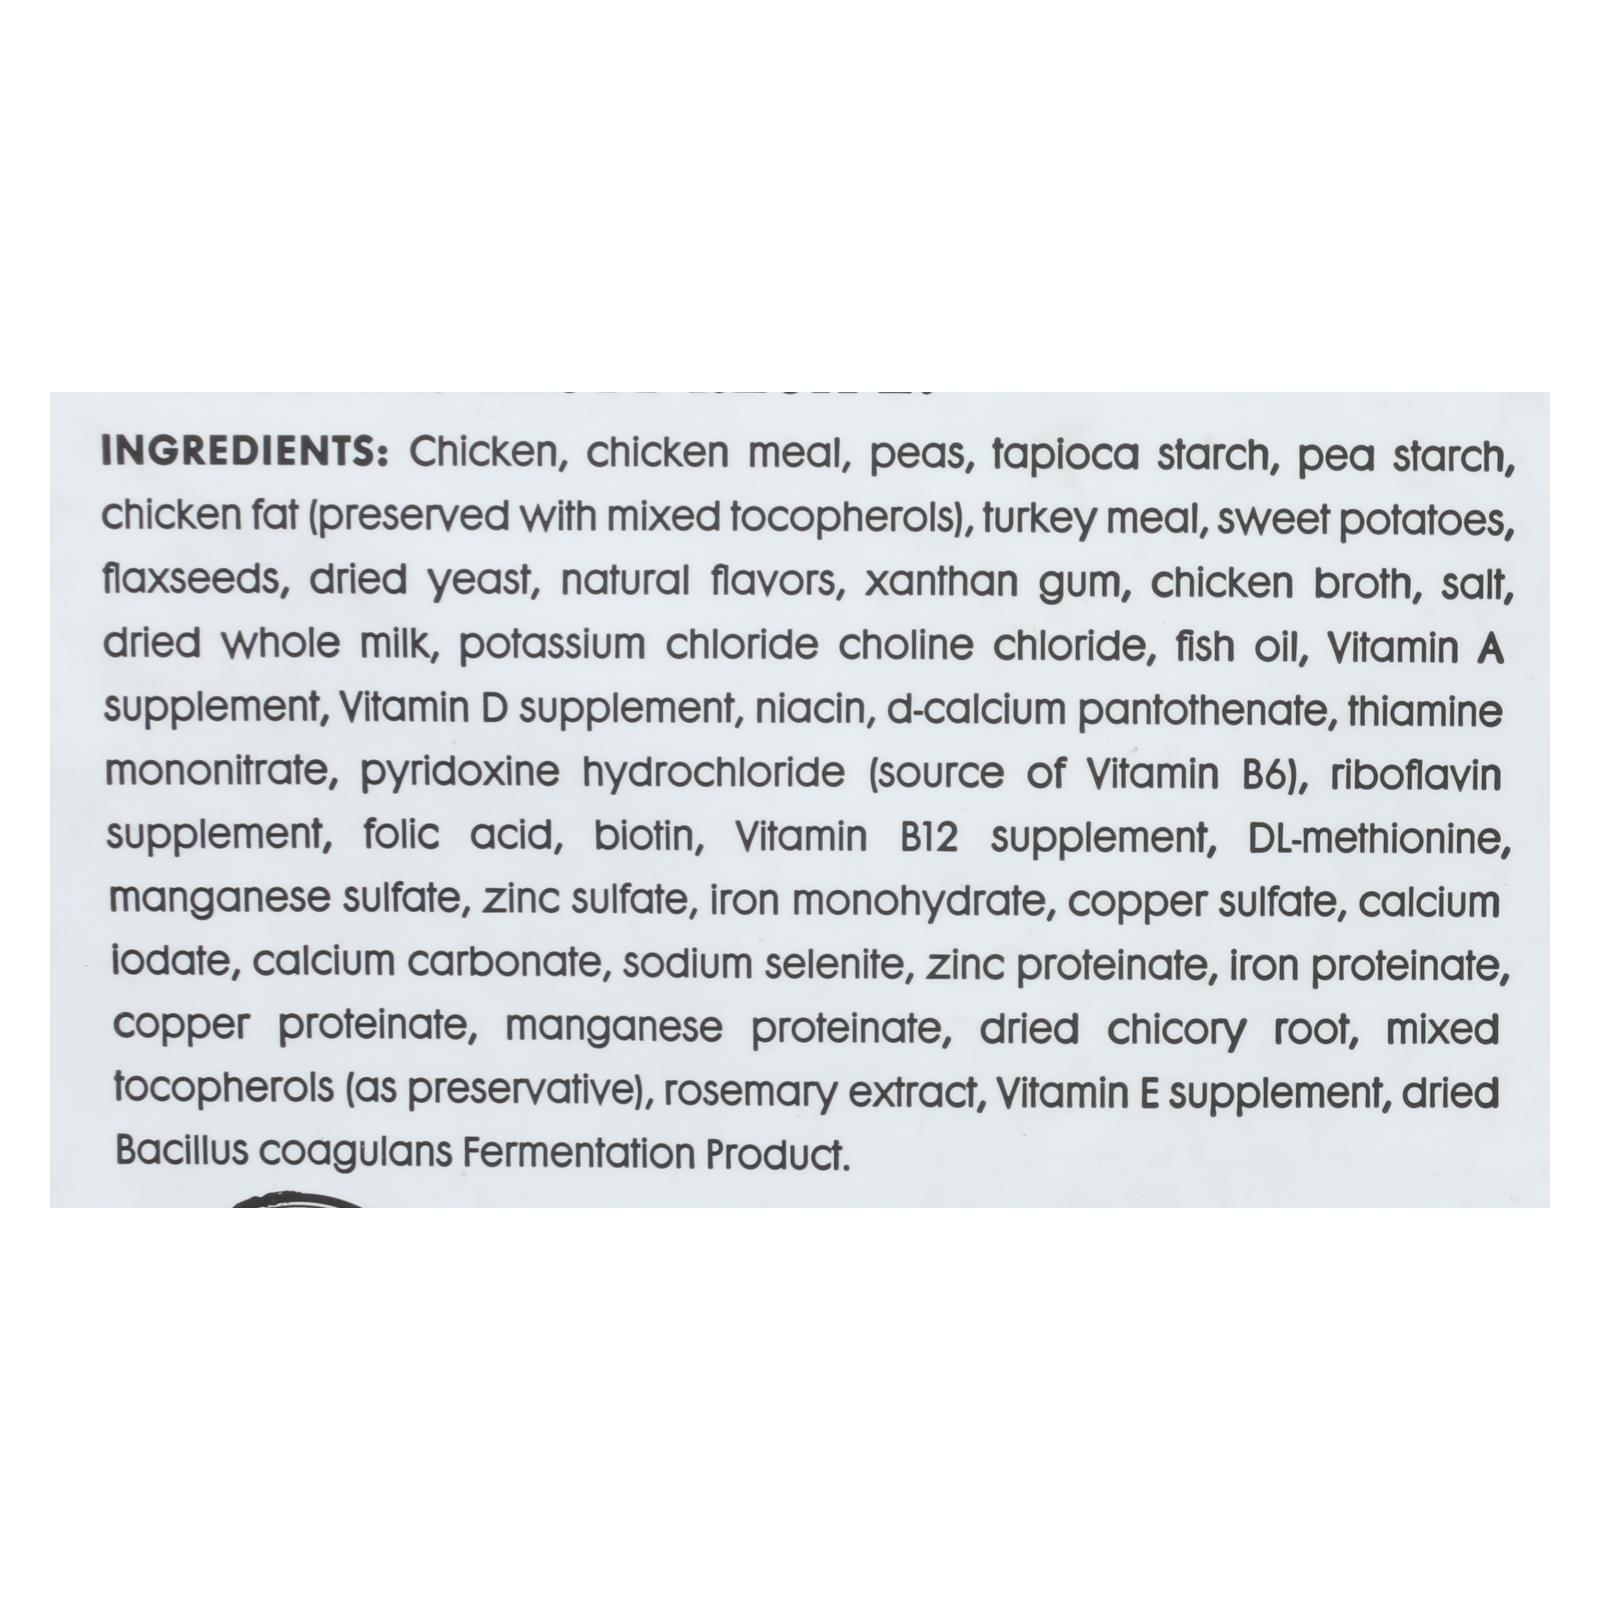 INGREDIENTS: Chicken, chicken meal, peas, tapioca starch, pea starch,
chicken fat (preserved with mixed tocopherols), turkey meal, sweet potatoes,
flaxseeds, dried yeast, natural flavors, xanthan gum, chicken broth, salt,
dried whole milk, potassium chloride choline chloride, fish oil, Vitamin A
supplement, Vitamin D supplement, niacin, d-calcium pantothenate, thiamine
mononitrate, pyridoxine hydrochloride (source of Vitamin B6), riboflavin
supplement, folic acid, biotin, Vitamin B12 supplement, DL-methionine,
manganese sulfate, zinc sulfate, iron monohydrate, copper sulfate, calcium
iodate, calcium carbonate, sodium selenite, zinc proteinate, iron proteinate,
copper proteinate, manganese proteinate, dried chicory root, mixed
tocopherols (as preservative), rosemary extract, Vitamin E supplement, dried
Bacillus coagulans Fermentation Product.